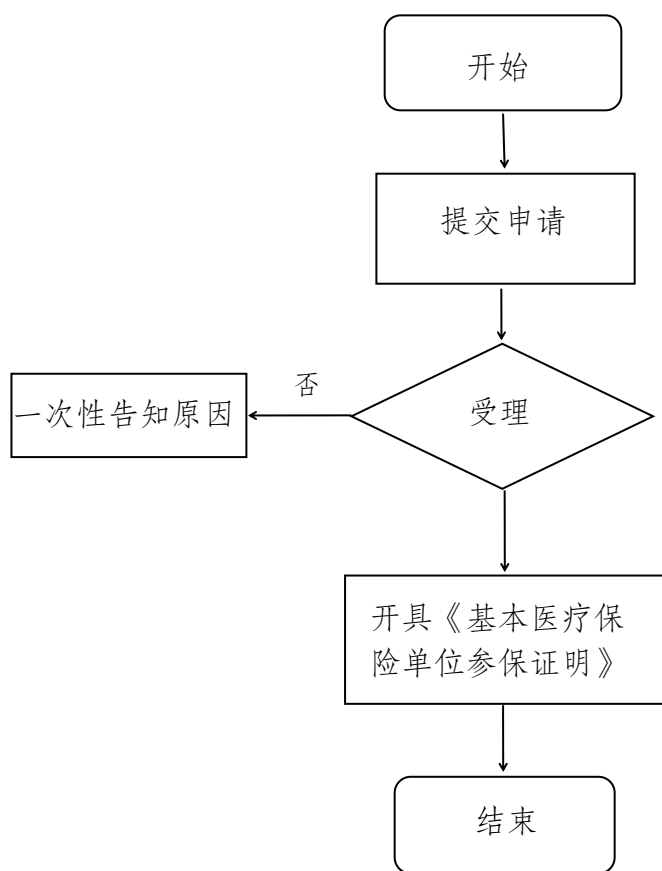 开始
提交申请
否
一次性告知原因
受理
开具《基本医疗保
险单位参保证明》
结束